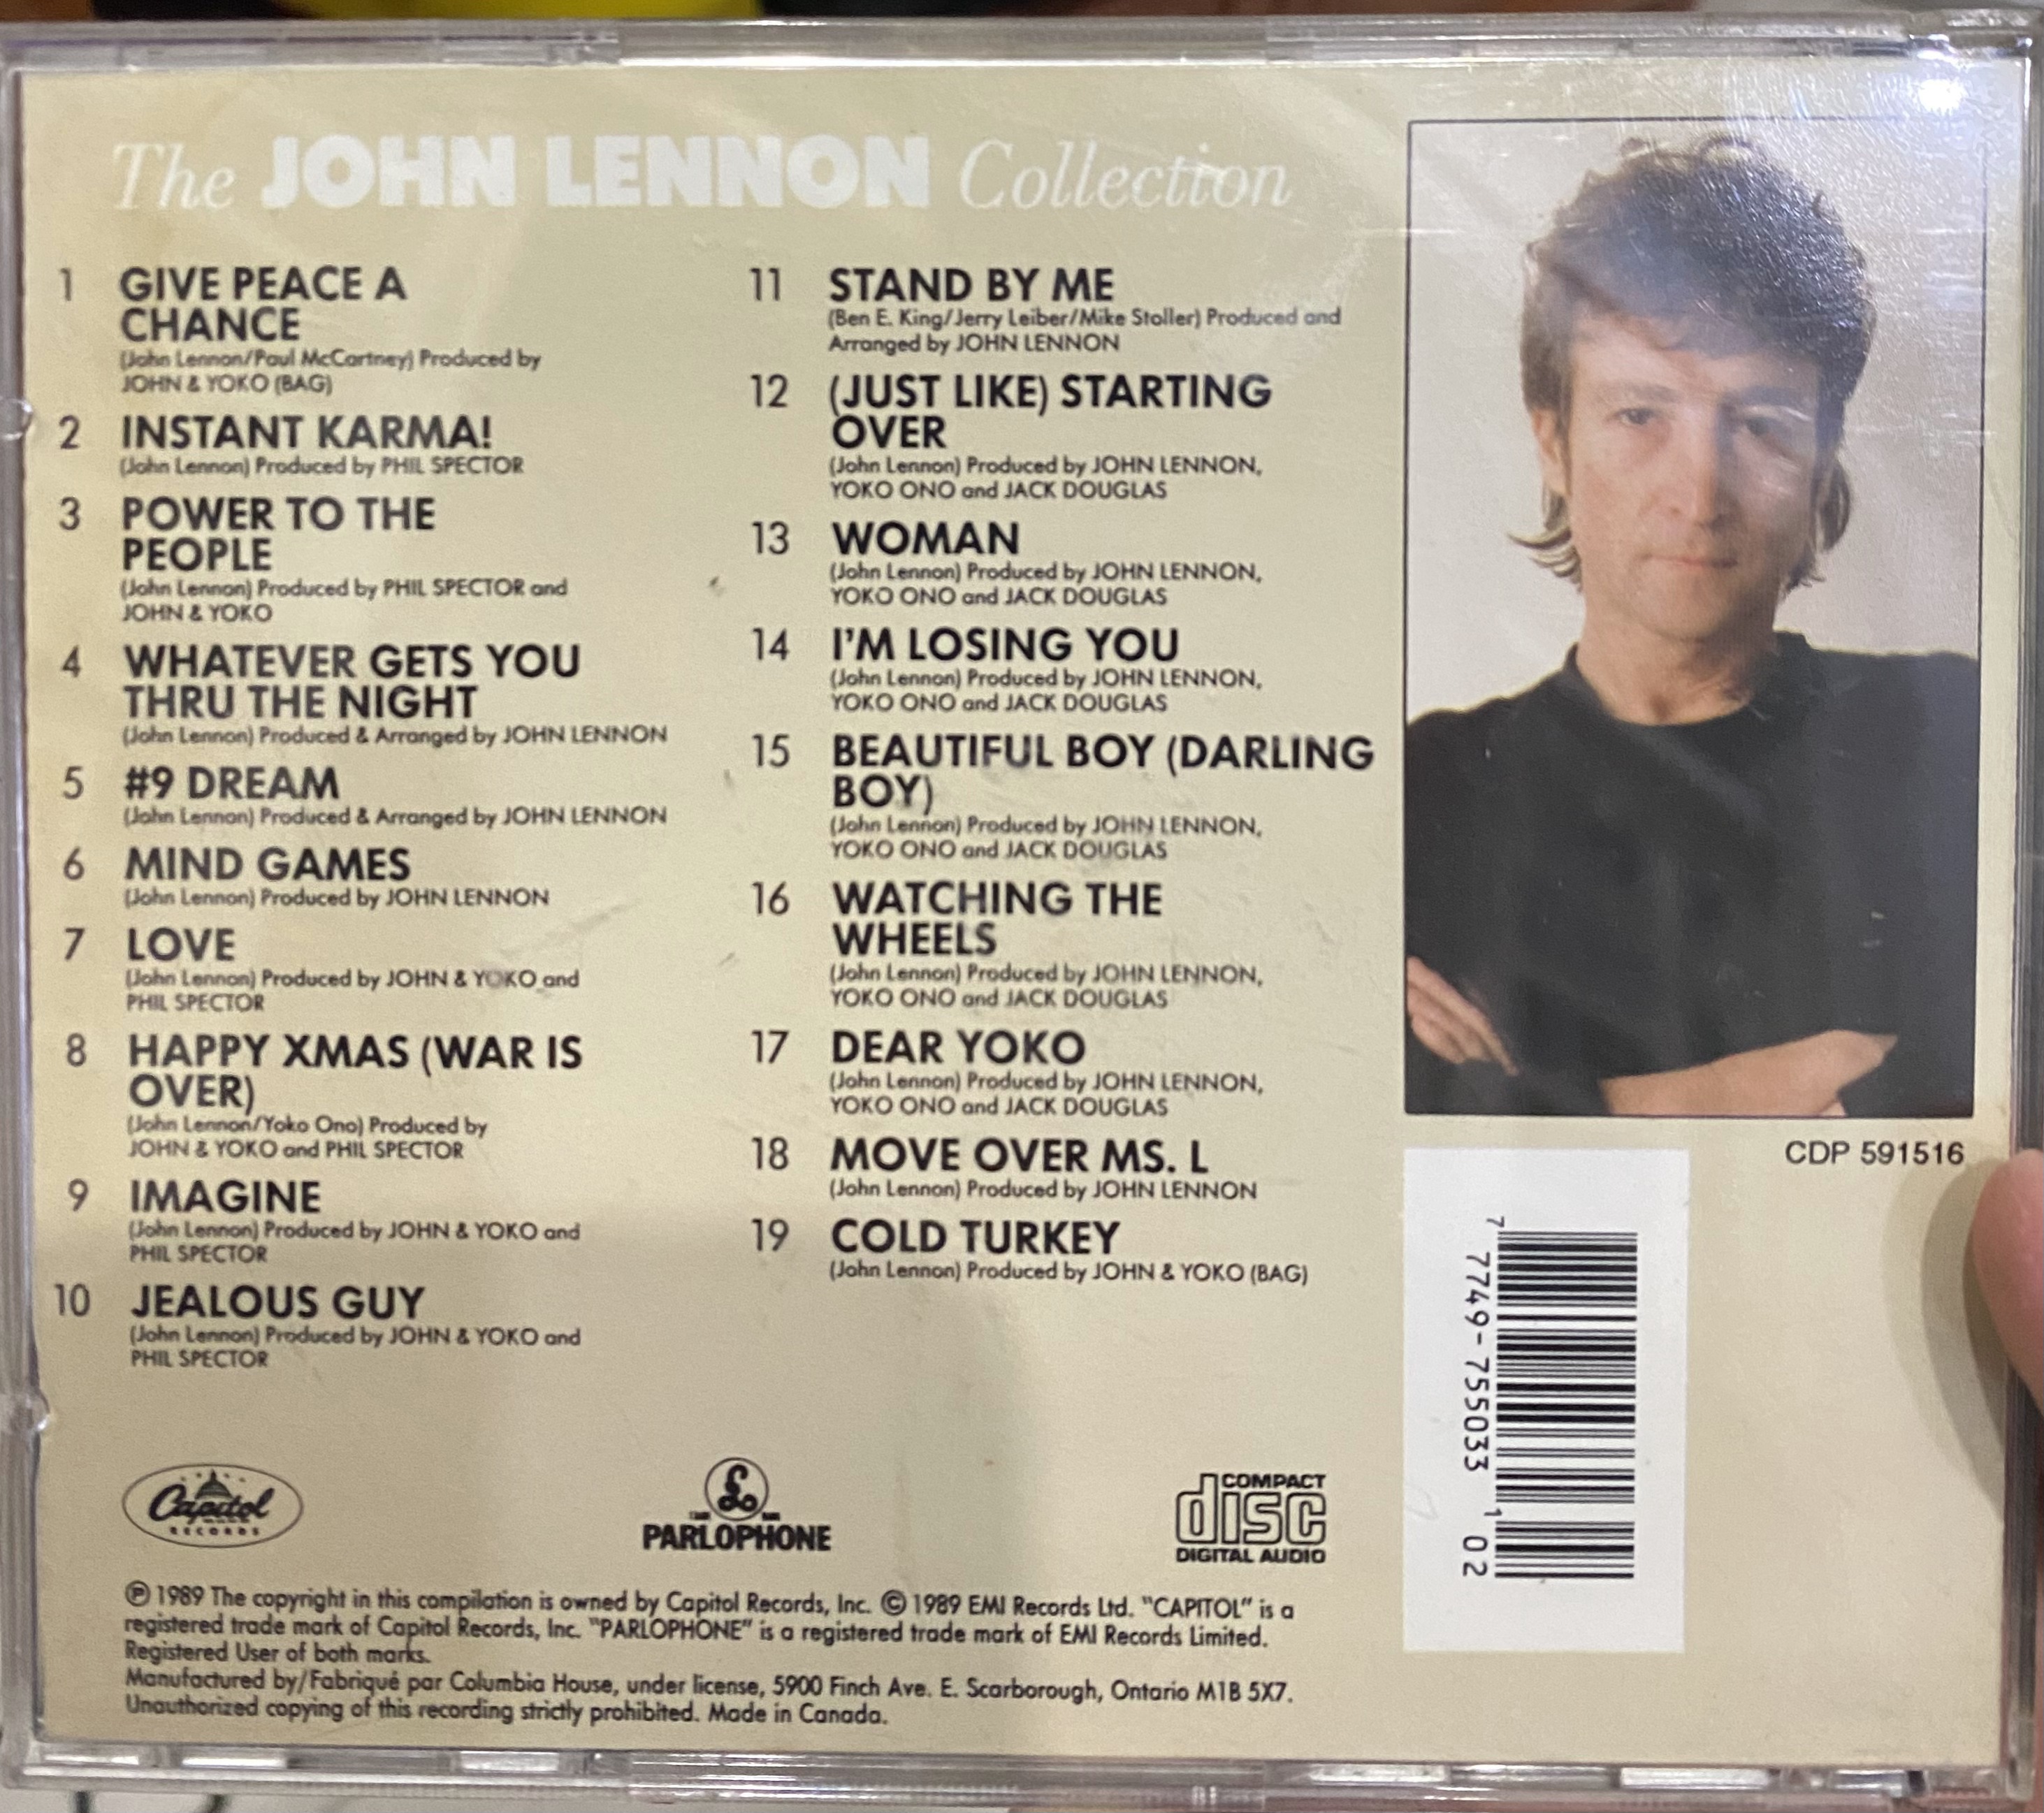 The JOHN LENNON Collection
1 GIVE PEACE A
CHANCE
(John Lennon/Paul McCartney) Produced by
JOHN & YOKO (BAG)
2 INSTANT KARMA!
(John Lennon) Produced by PHIL SPECTOR
3 POWER TO THE
PEOPLE
(John Lennon) Produced by PHIL SPECTOR and
JOHN & YOKO
4 WHATEVER GETS YOU
THRU THE NIGHT
(John Lennon) Produced & Arranged by JOHN LENNON
5 #9 DREAM
(John Lennon) Produced & Arranged by JOHN LENNON
6 MIND GAMES
(John Lennon) Produced by JOHN LENNON
7 LOVE
(John Lennon) Produced by JOHN & YOKO and
PHIL SPECTOR
8 HAPPY XMAS (WAR IS
OVER)
(John Lennon/Yoko Ono) Produced by
JOHN & YOKO and PHIL SPECTOR
9 IMAGINE
(John Lennon) Produced by JOHN & YOKO and
PHIL SPECTOR
10 JEALOUS GUY
(John Lennon) Produced by JOHN & YOKO and
PHIL SPECTOR
11 STAND BY ME
(Ben E. King/Jerry Leiber/Mike Stoller) Produced and
Arranged by JOHN LENNON
12 (JUST LIKE) STARTING
OVER
(John Lennon) Produced by JOHN LENNON,
YOKO ONO and JACK DOUGLAS
13 WOMAN
(John Lennon) Produced by JOHN LENNON,
YOKO ONO and JACK DOUGLAS
14 I'M LOSING YOU
(John Lennon) Produced by JOHN LENNON,
YOKO ONO and JACK DOUGLAS
15 BEAUTIFUL BOY (DARLING
BOY)
(John Lennon) Produced by JOHN LENNON,
YOKO ONO and JACK DOUGLAS
16 WATCHING THE
WHEELS
(John Lennon) Produced by JOHN LENNON,
YOKO ONO and JACK DOUGLAS
17 DEAR YOKO
(John Lennon) Produced by JOHN LENNON,
YOKO ONO and JACK DOUGLAS
18 MOVE OVER MS. L
(John Lennon) Produced by JOHN LENNON
19 COLD TURKEY
(John Lennon) Produced by JOHN & YOKO (BAG)
CDP 591516
7 7749-755033 1 02
Capitol
RECORDS
PARLOPHONE
COMPACT
disc
DIGITAL AUDIO
℗ 1989 The copyright in this compilation is owned by Capitol Records, Inc. © 1989 EMI Records Ltd. "CAPITOL" is a
registered trade mark of Capitol Records, Inc. "PARLOPHONE" is a registered trade mark of EMI Records Limited.
Registered User of both marks.
Manufactured by/Fabriqué par Columbia House, under license, 5900 Finch Ave. E. Scarborough, Ontario M1B 5X7.
Unauthorized copying of this recording strictly prohibited. Made in Canada.